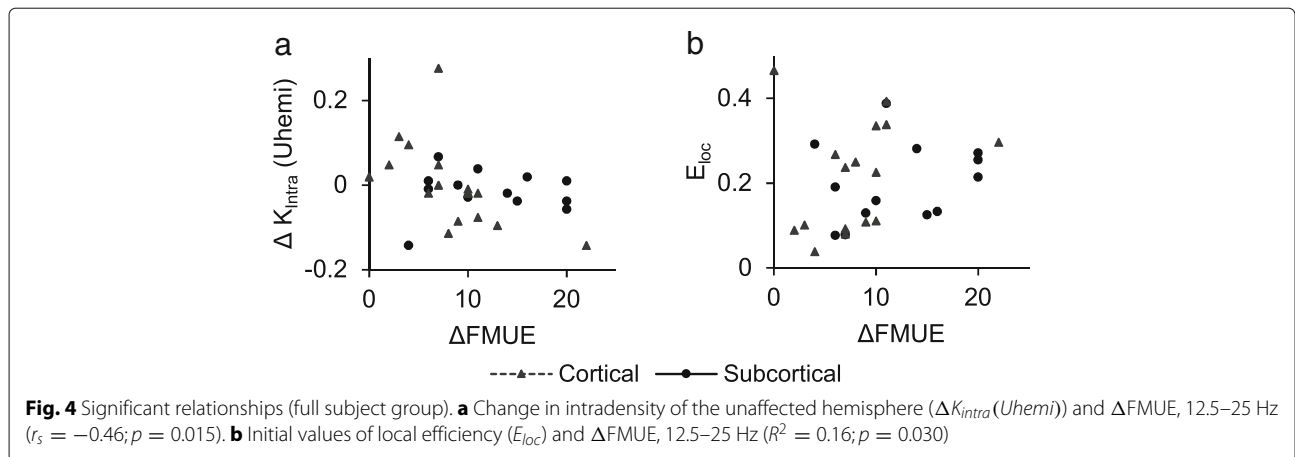 a
b
0.2
0
-0.2
Δ K_Intra (Uhemi)
0 10 20
ΔFMUE
0.4
0.2
0
E_loc
0 10 20
ΔFMUE
Cortical Subcortical
Fig. 4 Significant relationships (full subject group). a Change in intradensity of the unaffected hemisphere (ΔK_intra(Uhemi)) and ΔFMUE, 12.5–25 Hz
(r_s = −0.46; p = 0.015). b Initial values of local efficiency (E_loc) and ΔFMUE, 12.5–25 Hz (R² = 0.16; p = 0.030)